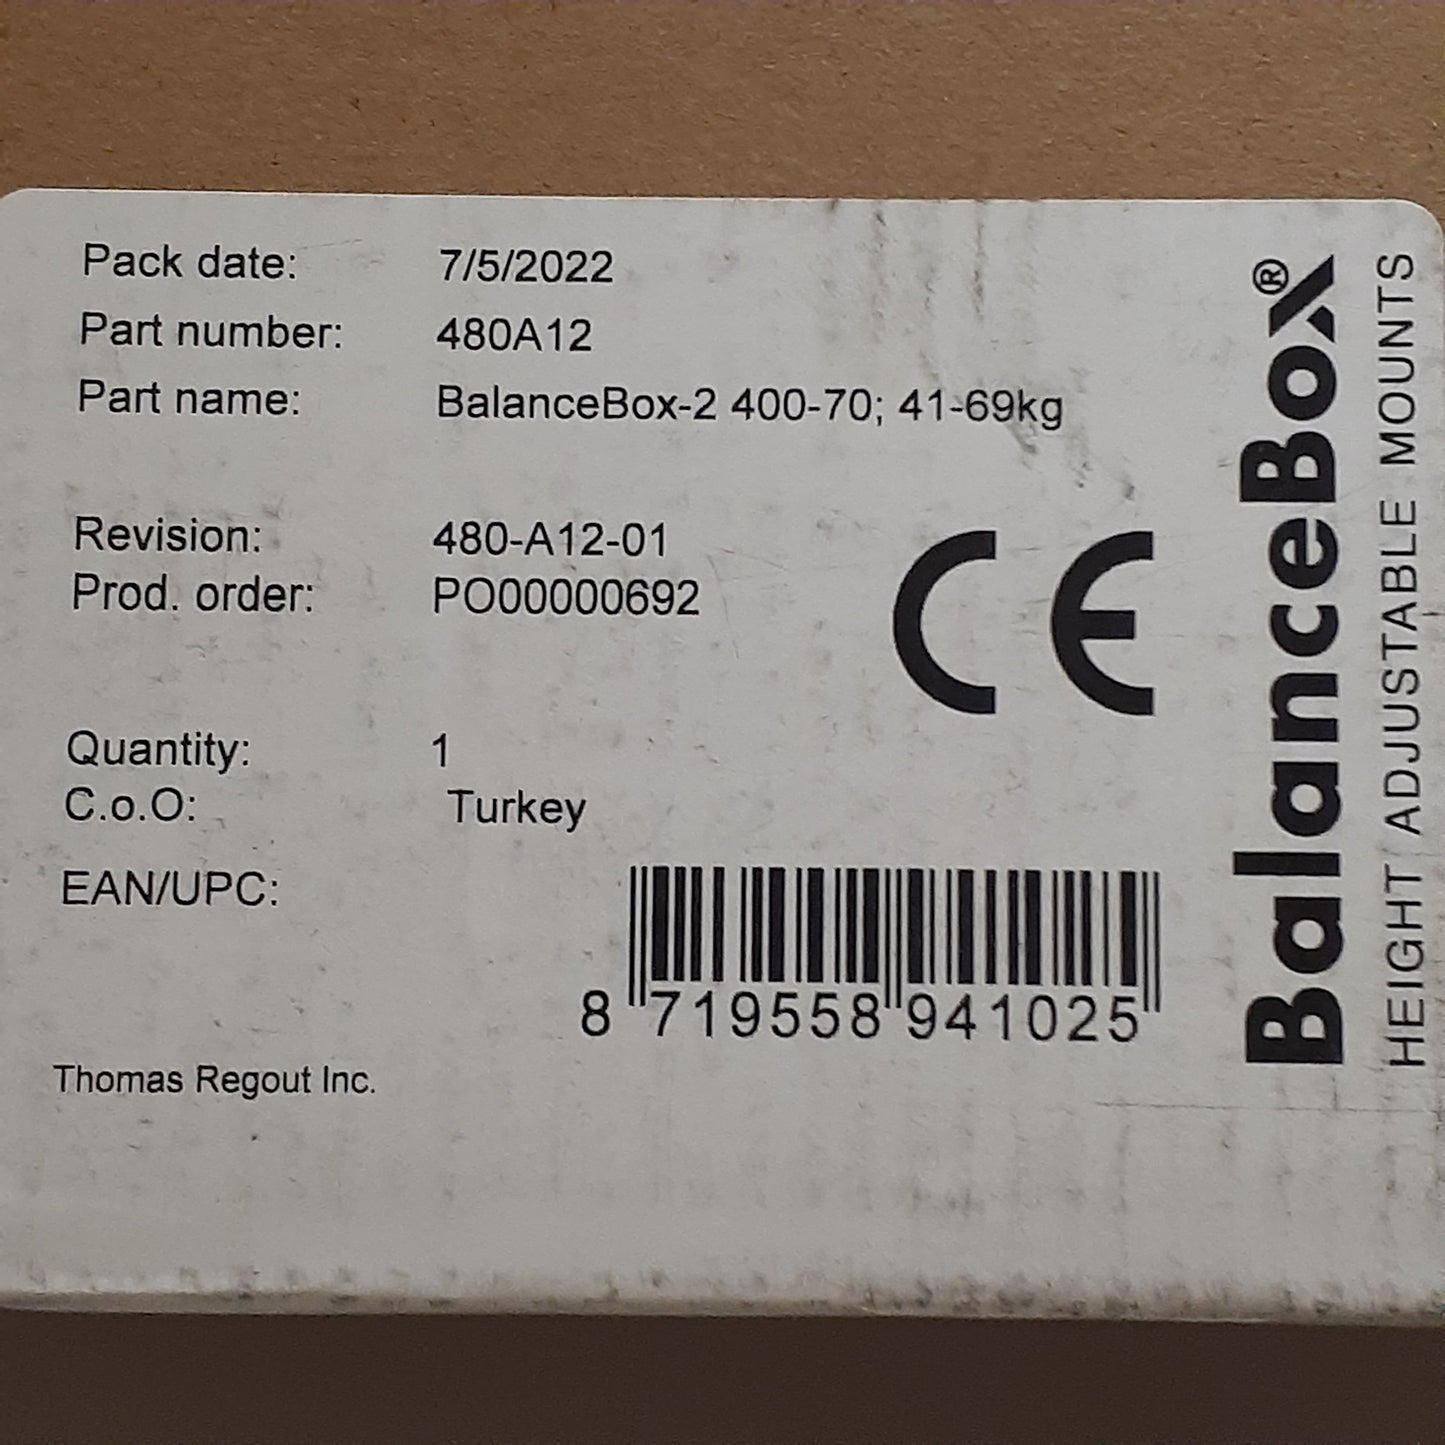 Pack date: 7/5/2022
Part number: 480A12
Part name: BalanceBox-2 400-70; 41-69kg
Revision: 480-A12-01
Prod. order: PO00000692
CE
Quantity: 1
C.o.O: Turkey
EAN/UPC:
8 719558 941025
Thomas Regout Inc.
BalanceBox®
HEIGHT ADJUSTABLE MOUNTS